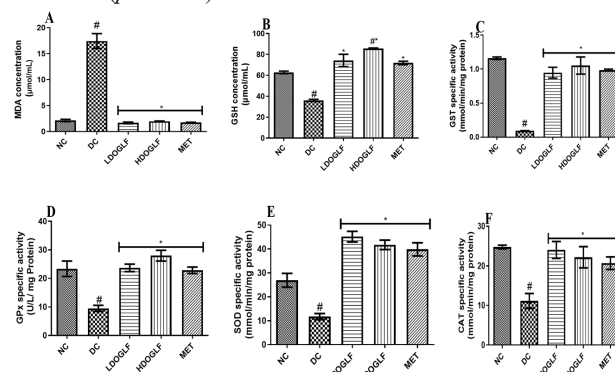 A
MDA concentration
(µmol/mL)
20
15
10
5
0
#
*
NC
DC
LDOGLF
HDOGLF
MET
B
GSH concentration
(µmol/mL)
100
80
60
40
20
0
#
*
#*
*
NC
DC
LDOGLF
HDOGLF
MET
C
GST specific activity
(mmol/min/mg protein)
1.5
1.0
0.5
0.0
#
*
NC
DC
LDOGLF
HDOGLF
MET
D
GPx specific activity
(U/L/ mg Protein)
40
30
20
10
0
#
*
NC
DC
LDOGLF
HDOGLF
MET
E
SOD specific activity
(mmol/min/mg protein)
50
40
30
20
10
0
#
*
NC
DC
MET
F
CAT specific activity
(mmol/min/mg protein)
30
20
10
0
#
*
NC
DC
MET